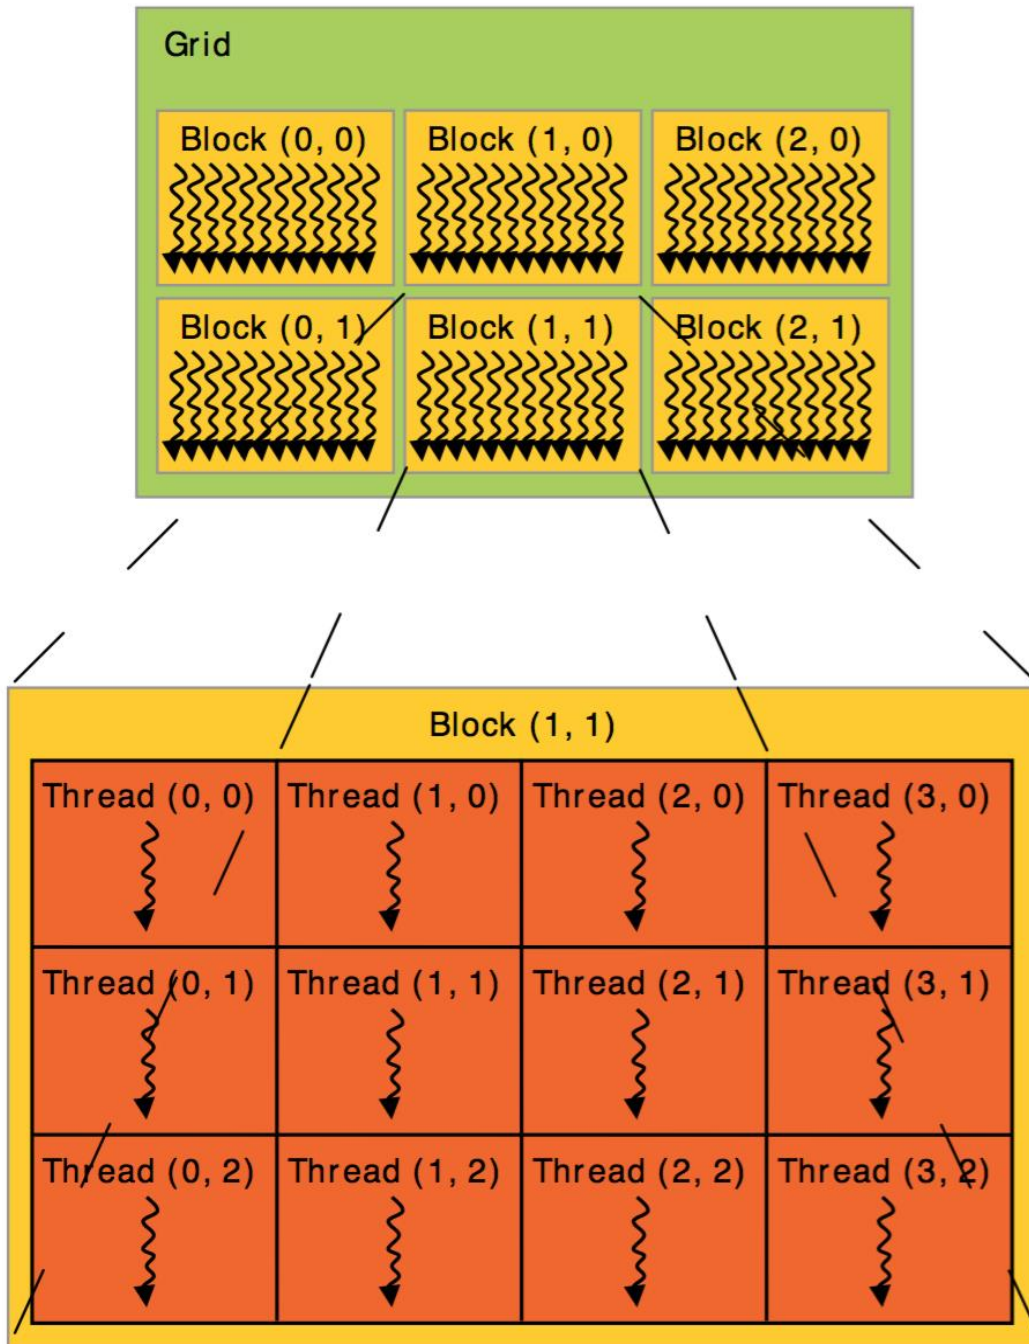 Grid
Block (0, 0) Block (1, 0) Block (2, 0)
Block (0, 1) Block (1, 1) Block (2, 1)
Block (1, 1)
Thread (0, 0) Thread (1, 0) Thread (2, 0) Thread (3, 0)
Thread (0, 1) Thread (1, 1) Thread (2, 1) Thread (3, 1)
Thread (0, 2) Thread (1, 2) Thread (2, 2) Thread (3, 2)